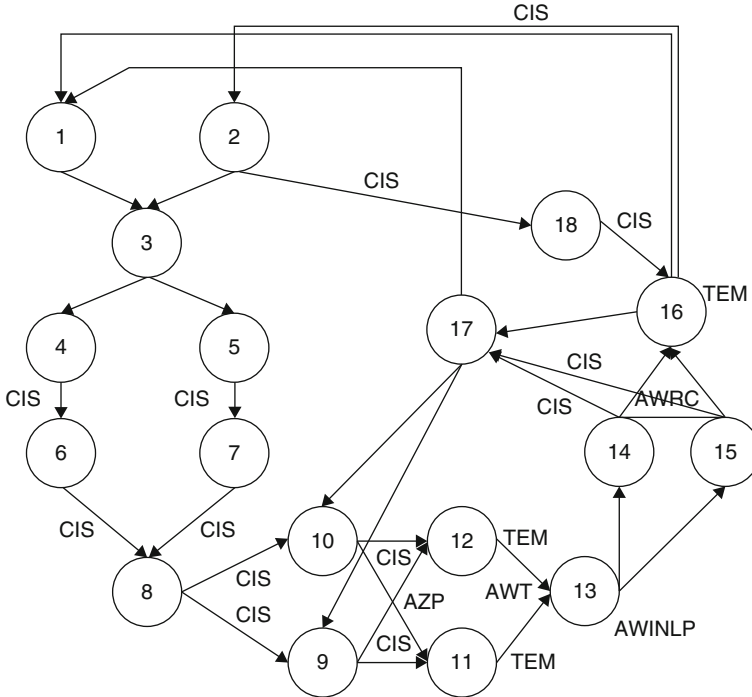 CIS
1
2
CIS
18
CIS
3
16
TEM
17
4
5
CIS
CIS
CIS
AWRC
CIS
6
7
14
15
CIS
CIS
10
12
TEM
CIS
CIS
8
AZP
AWT
13
CIS
CIS
AWINLP
9
11
TEM